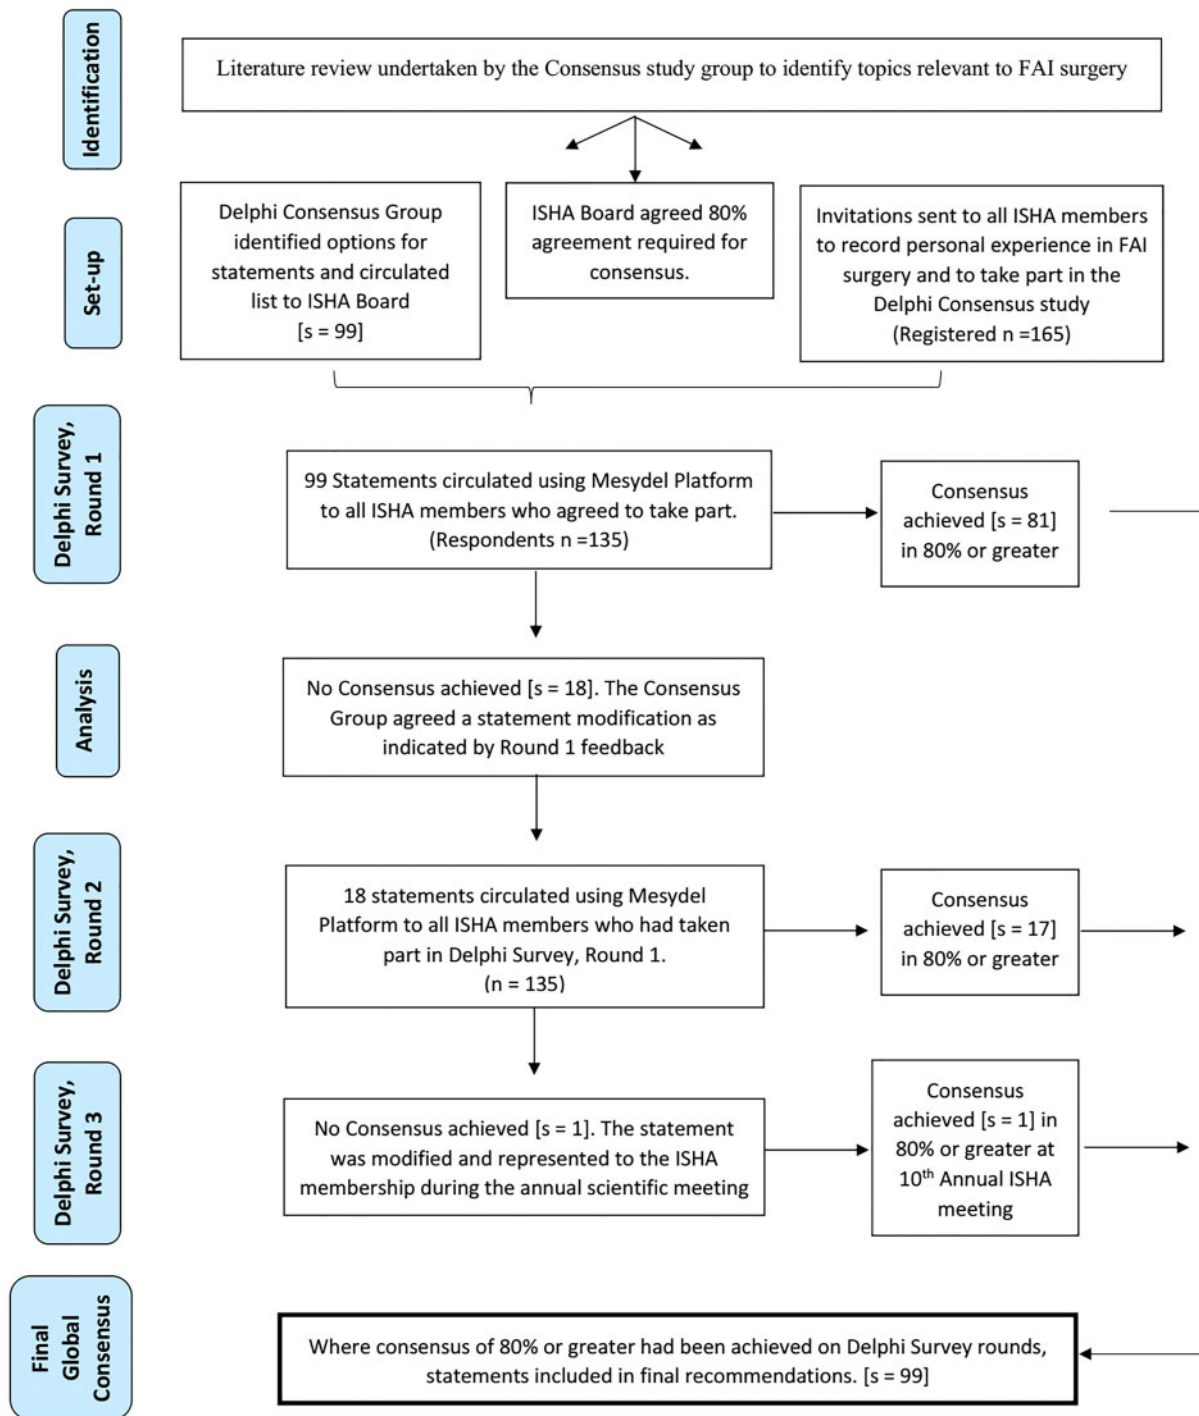 Identification
Literature review undertaken by the Consensus study group to identify topics relevant to FAI surgery
Set-up
Delphi Consensus Group
identified options for
statements and circulated
list to ISHA Board
[s = 99]
ISHA Board agreed 80%
agreement required for
consensus.
Invitations sent to all ISHA members
to record personal experience in FAI
surgery and to take part in the
Delphi Consensus study
(Registered n =165)
Delphi Survey,
Round 1
99 Statements circulated using Mesydel Platform
to all ISHA members who agreed to take part.
(Respondents n =135)
Consensus
achieved [s = 81]
in 80% or greater
Analysis
No Consensus achieved [s = 18]. The Consensus
Group agreed a statement modification as
indicated by Round 1 feedback
Delphi Survey,
Round 2
18 statements circulated using Mesydel
Platform to all ISHA members who had taken
part in Delphi Survey, Round 1.
(n = 135)
Consensus
achieved [s = 17]
in 80% or greater
Delphi Survey,
Round 3
No Consensus achieved [s = 1]. The statement
was modified and represented to the ISHA
membership during the annual scientific meeting
Consensus
achieved [s = 1] in
80% or greater at
10th Annual ISHA
meeting
Final
Global
Consensus
Where consensus of 80% or greater had been achieved on Delphi Survey rounds,
statements included in final recommendations. [s = 99]